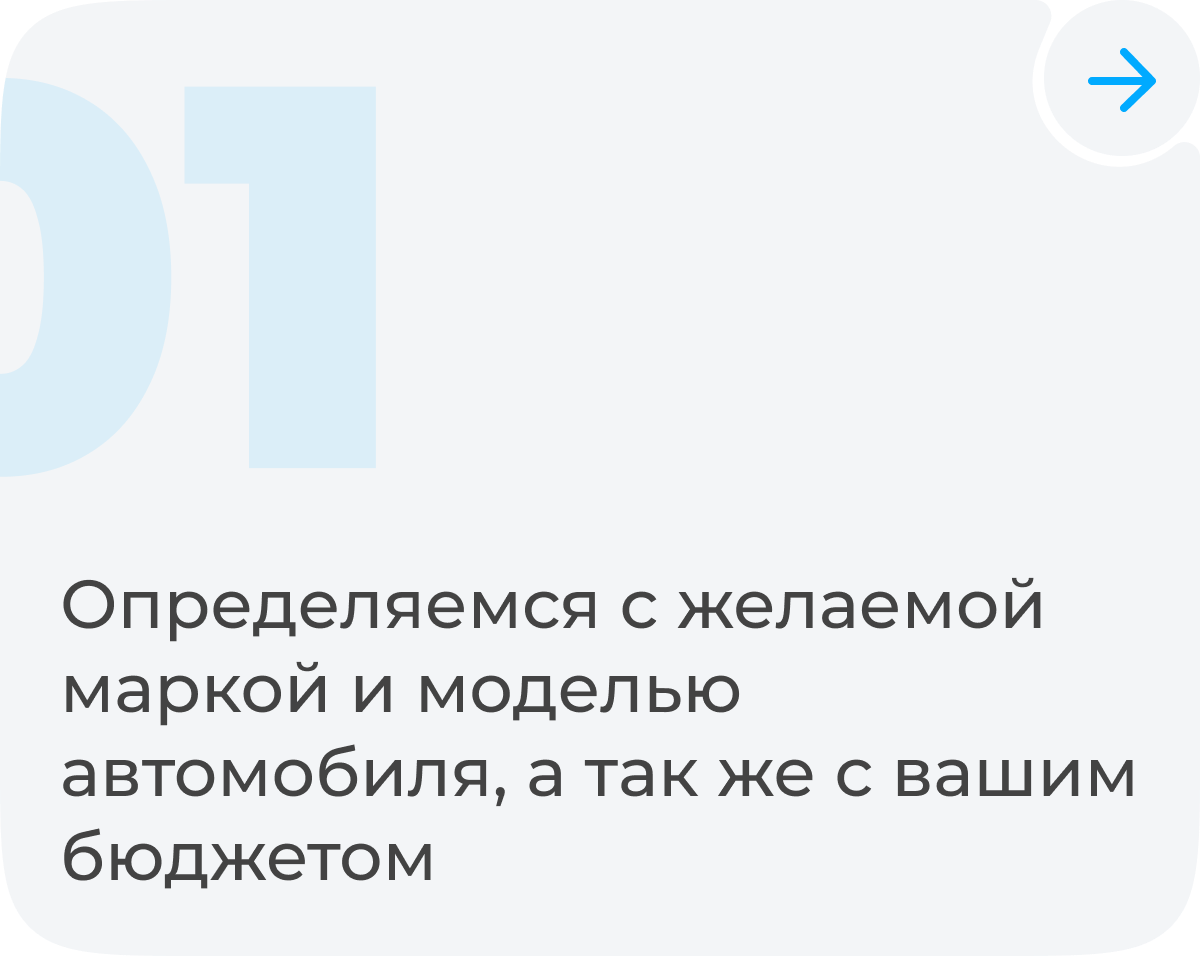 01
Определяемся с желаемой
маркой и моделью
автомобиля, а так же с вашим
бюджетом